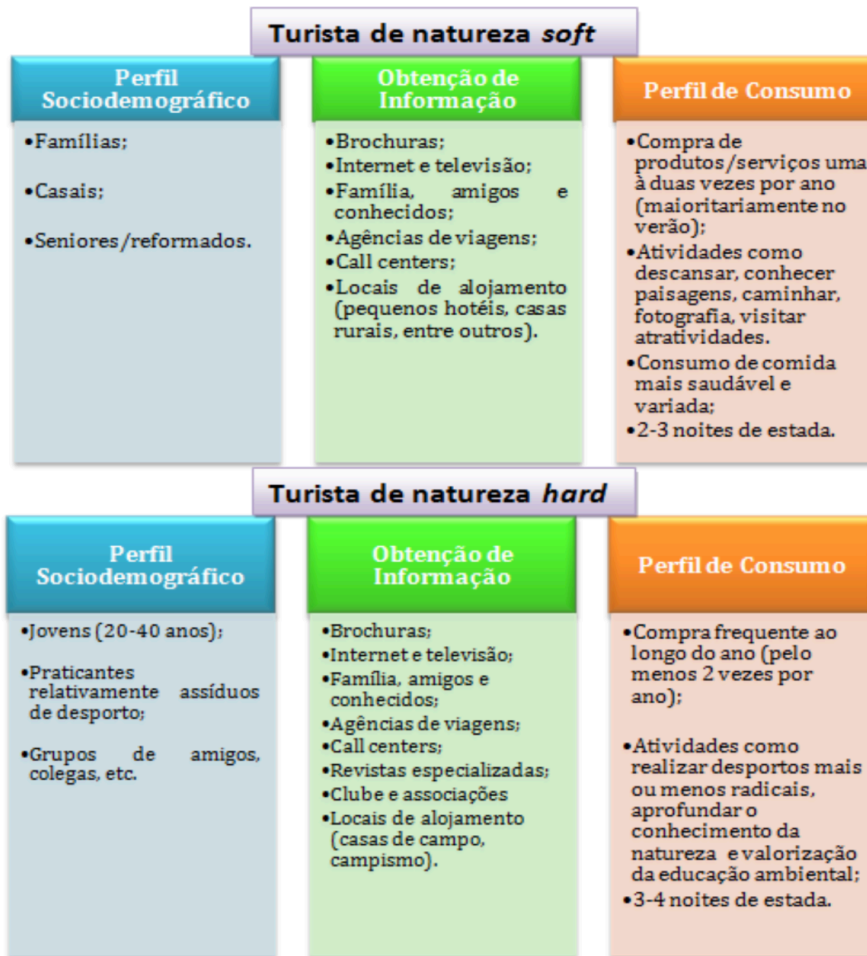 Turista de natureza soft
Perfil
Sociodemográfico
•Famílias;
•Casais;
•Seniores/reformados.
Obtenção de
Informação
•Brochuras;
•Internet e televisão;
•Família, amigos e
conhecidos;
•Agências de viagens;
•Call centers;
•Locais de alojamento
(pequenos hotéis, casas
rurais, entre outros).
Perfil de Consumo
•Compra de
produtos/serviços uma
à duas vezes por ano
(maioritariamente no
verão);
•Atividades como
descansar, conhecer
paisagens, caminhar,
fotografia, visitar
atratividades.
•Consumo de comida
mais saudável e
variada;
•2-3 noites de estada.
Turista de natureza hard
Perfil
Sociodemográfico
•Jovens (20-40 anos);
•Praticantes
relativamente assíduos
de desporto;
•Grupos de amigos,
colegas, etc.
Obtenção de
Informação
•Brochuras;
•Internet e televisão;
•Família, amigos e
conhecidos;
•Agências de viagens;
•Call centers;
•Revistas especializadas;
•Clube e associações
•Locais de alojamento
(casas de campo,
campismo).
Perfil de Consumo
•Compra frequente ao
longo do ano (pelo
menos 2 vezes por
ano);
•Atividades como
realizar desportos mais
ou menos radicais,
aprofundar o
conhecimento da
natureza e valorização
da educação ambiental;
•3-4 noites de estada.